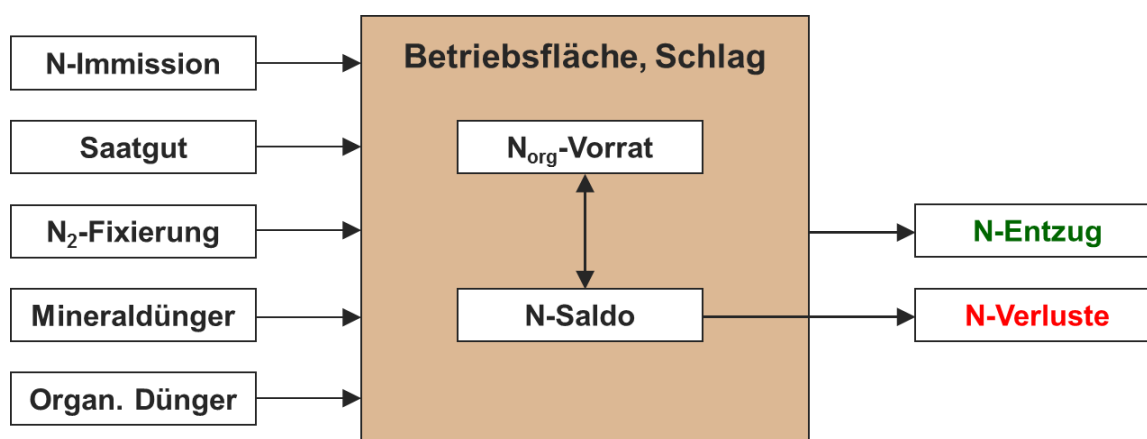 N-Immission
Saatgut
N₂-Fixierung
Mineraldünger
Organ. Dünger
Betriebsfläche, Schlag
Norg-Vorrat
N-Saldo
N-Entzug
N-Verluste